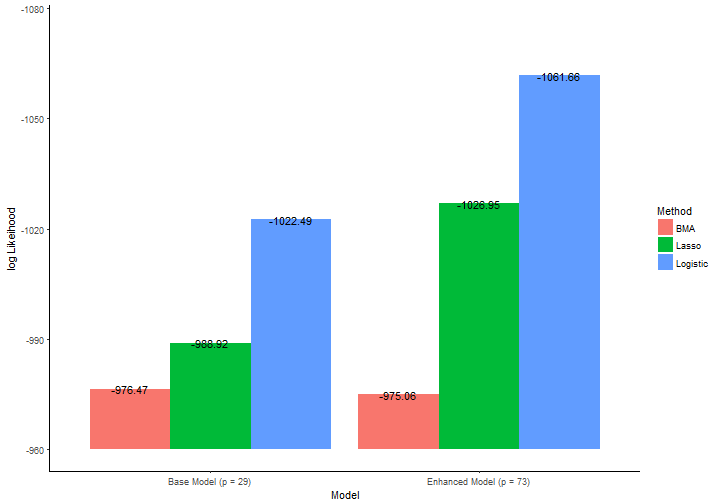 -1080
-1050
-1020
-990
-960
log Likeihood
-976.47
-988.92
-1022.49
-975.06
-1026.95
-1061.66
Base Model (p = 29)
Enhanced Model (p = 73)
Model
Method
BMA
Lasso
Logistic